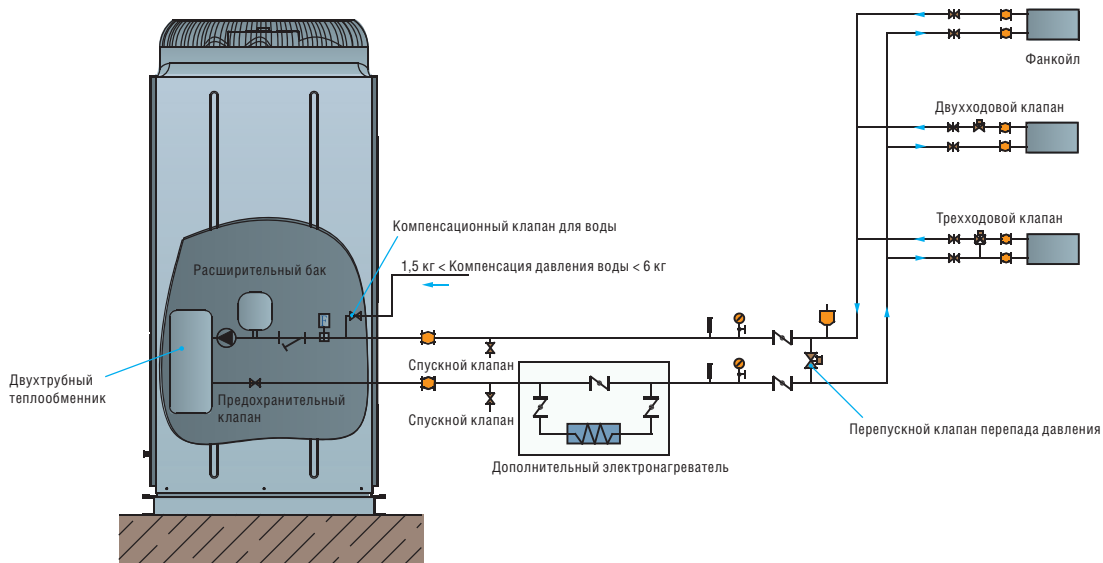 Фанкойл
Двухходовой клапан
Трехходовой клапан
Компенсационный клапан для воды
1,5 кг < Компенсация давления воды < 6 кг
Расширительный бак
F
Спускной клапан
Двухтрубный
теплообменник
Предохранительный
клапан
Спускной клапан
Перепускной клапан перепада давления
Дополнительный электронагреватель